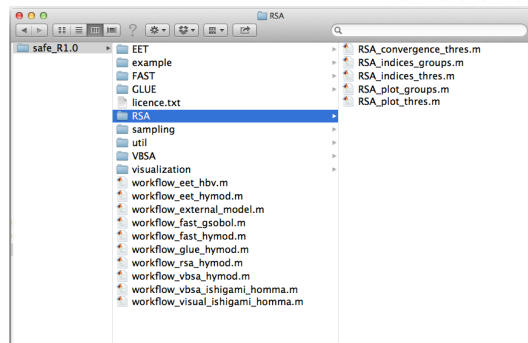 RSA
safe_R1.0
EET
example
FAST
GLUE
licence.txt
RSA
sampling
util
VBSA
visualization
workflow_eet_hbv.m
workflow_eet_hymod.m
workflow_external_model.m
workflow_fast_gsobol.m
workflow_fast_hymod.m
workflow_glue_hymod.m
workflow_rsa_hymod.m
workflow_vbsa_hymod.m
workflow_vbsa_ishigami_homma.m
workflow_visual_ishigami_homma.m
RSA_convergence_thres.m
RSA_indices_groups.m
RSA_indices_thres.m
RSA_plot_groups.m
RSA_plot_thres.m